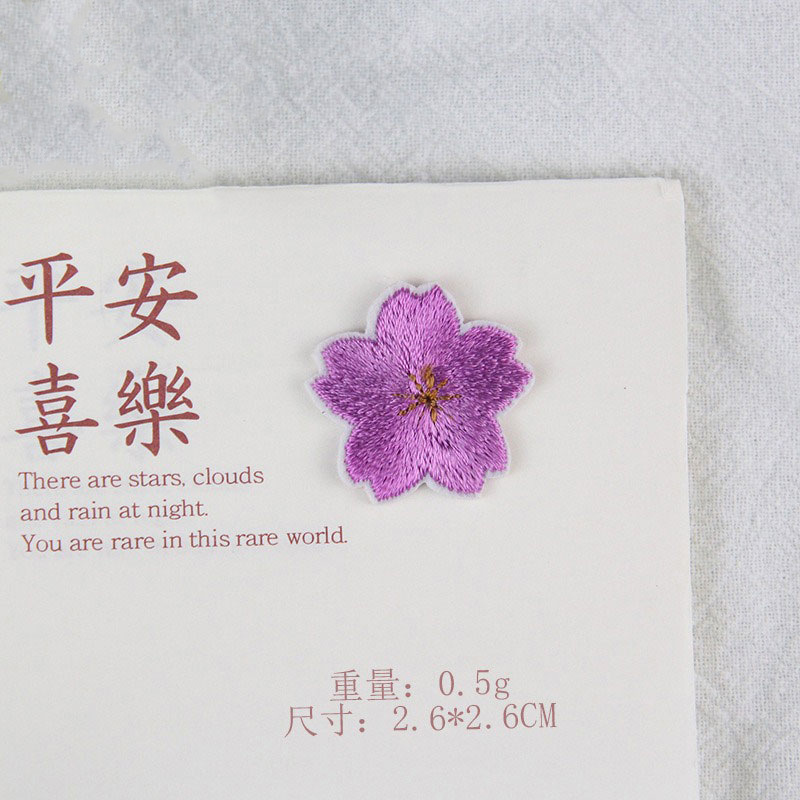 平安
喜樂
There are stars, clouds
and rain at night.
You are rare in this rare world.
重量：0.5g
尺寸：2.6*2.6CM